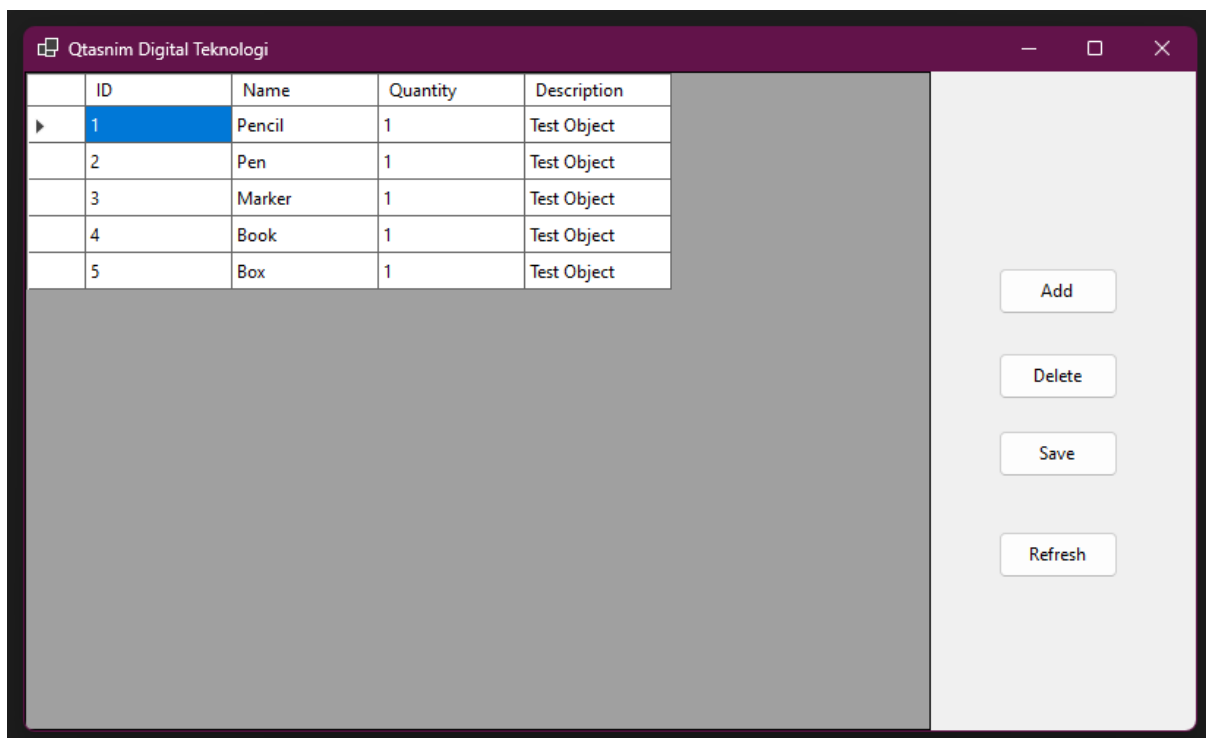 Qtasnim Digital Teknologi
ID Name Quantity Description
1 Pencil 1 Test Object
2 Pen 1 Test Object
3 Marker 1 Test Object
4 Book 1 Test Object
5 Box 1 Test Object
Add
Delete
Save
Refresh